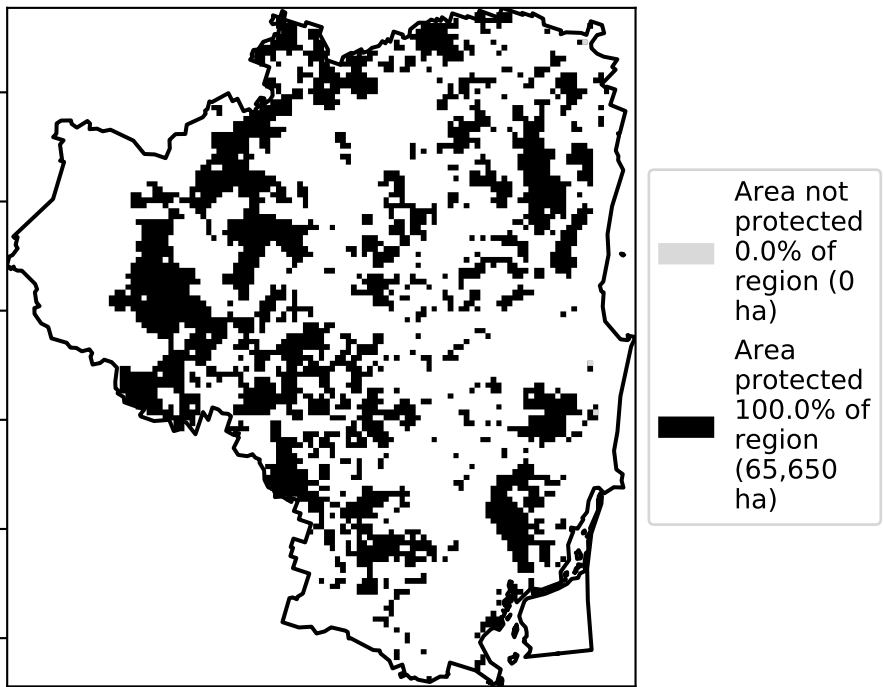 Area not
protected
0.0% of
region (0
ha)
Area
protected
100.0% of
region
(65,650
ha)